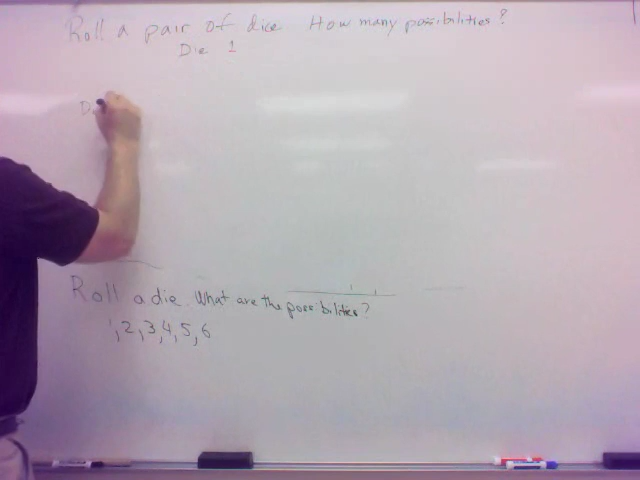 Roll a pair of dice. How many possibilities?
Die 1
D
Roll a die. What are the possibilities?
1,2,3,4,5,6